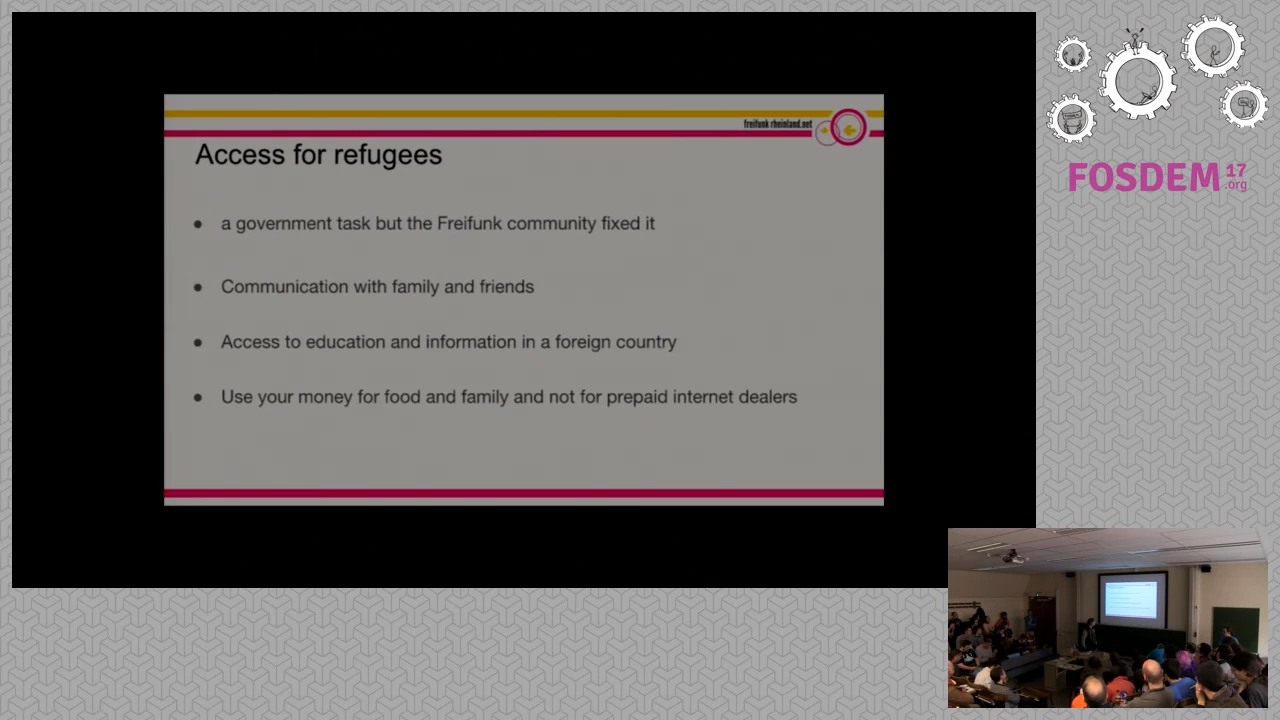 freifunk rheinland.net
Access for refugees
a government task but the Freifunk community fixed it
Communication with family and friends
Access to education and information in a foreign country
Use your money for food and family and not for prepaid internet dealers
FOSDEM 17
.org